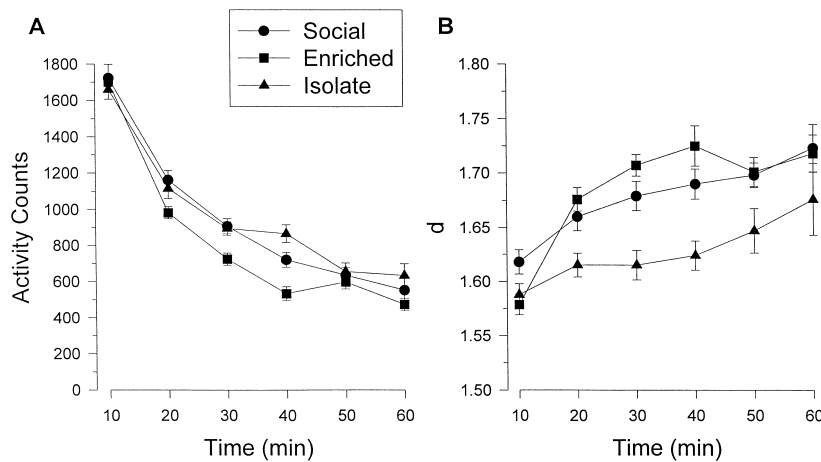 A
Social
Enriched
Isolate
B
1800
1600
1400
1200
1000
800
600
400
200
0
Activity Counts
10 20 30 40 50 60
Time (min)
1.80
1.75
1.70
1.65
1.60
1.55
1.50
d
10 20 30 40 50 60
Time (min)